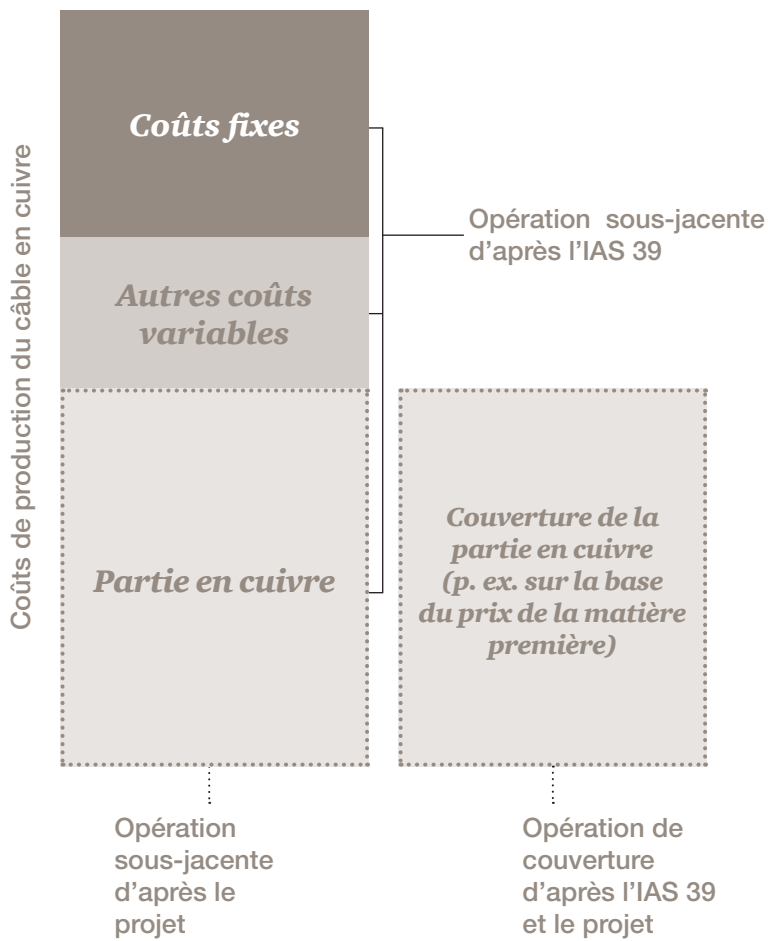 Coûts de production du câble en cuivre
Coûts fixes
Opération sous-jacente
d'après l'IAS 39
Autres coûts
variables
Partie en cuivre
Couverture de la
partie en cuivre
(p. ex. sur la base
du prix de la matière
première)
Opération
sous-jacente
d'après le
projet
Opération de
couverture
d'après l'IAS 39
et le projet